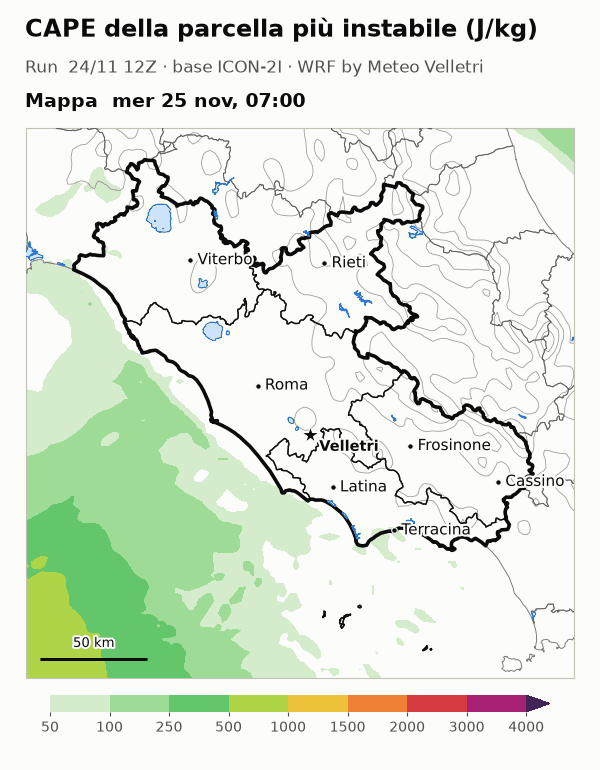 CAPE della parcella più instabile (J/kg)
Run 24/11 12Z · base ICON-2I · WRF by Meteo Velletri
Mappa mer 25 nov, 07:00
Viterbo
Rieti
Roma
Velletri
Frosinone
Cassino
Latina
Terracina
50 km
50 100 250 500 1000 1500 2000 3000 4000